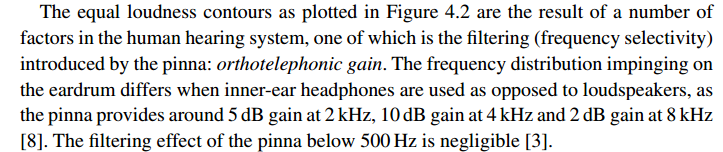 The equal loudness contours as plotted in Figure 4.2 are the result of a number of
factors in the human hearing system, one of which is the filtering (frequency selectivity)
introduced by the pinna: orthotelephonic gain. The frequency distribution impinging on
the eardrum differs when inner-ear headphones are used as opposed to loudspeakers, as
the pinna provides around 5 dB gain at 2 kHz, 10 dB gain at 4 kHz and 2 dB gain at 8 kHz
[8]. The filtering effect of the pinna below 500 Hz is negligible [3].